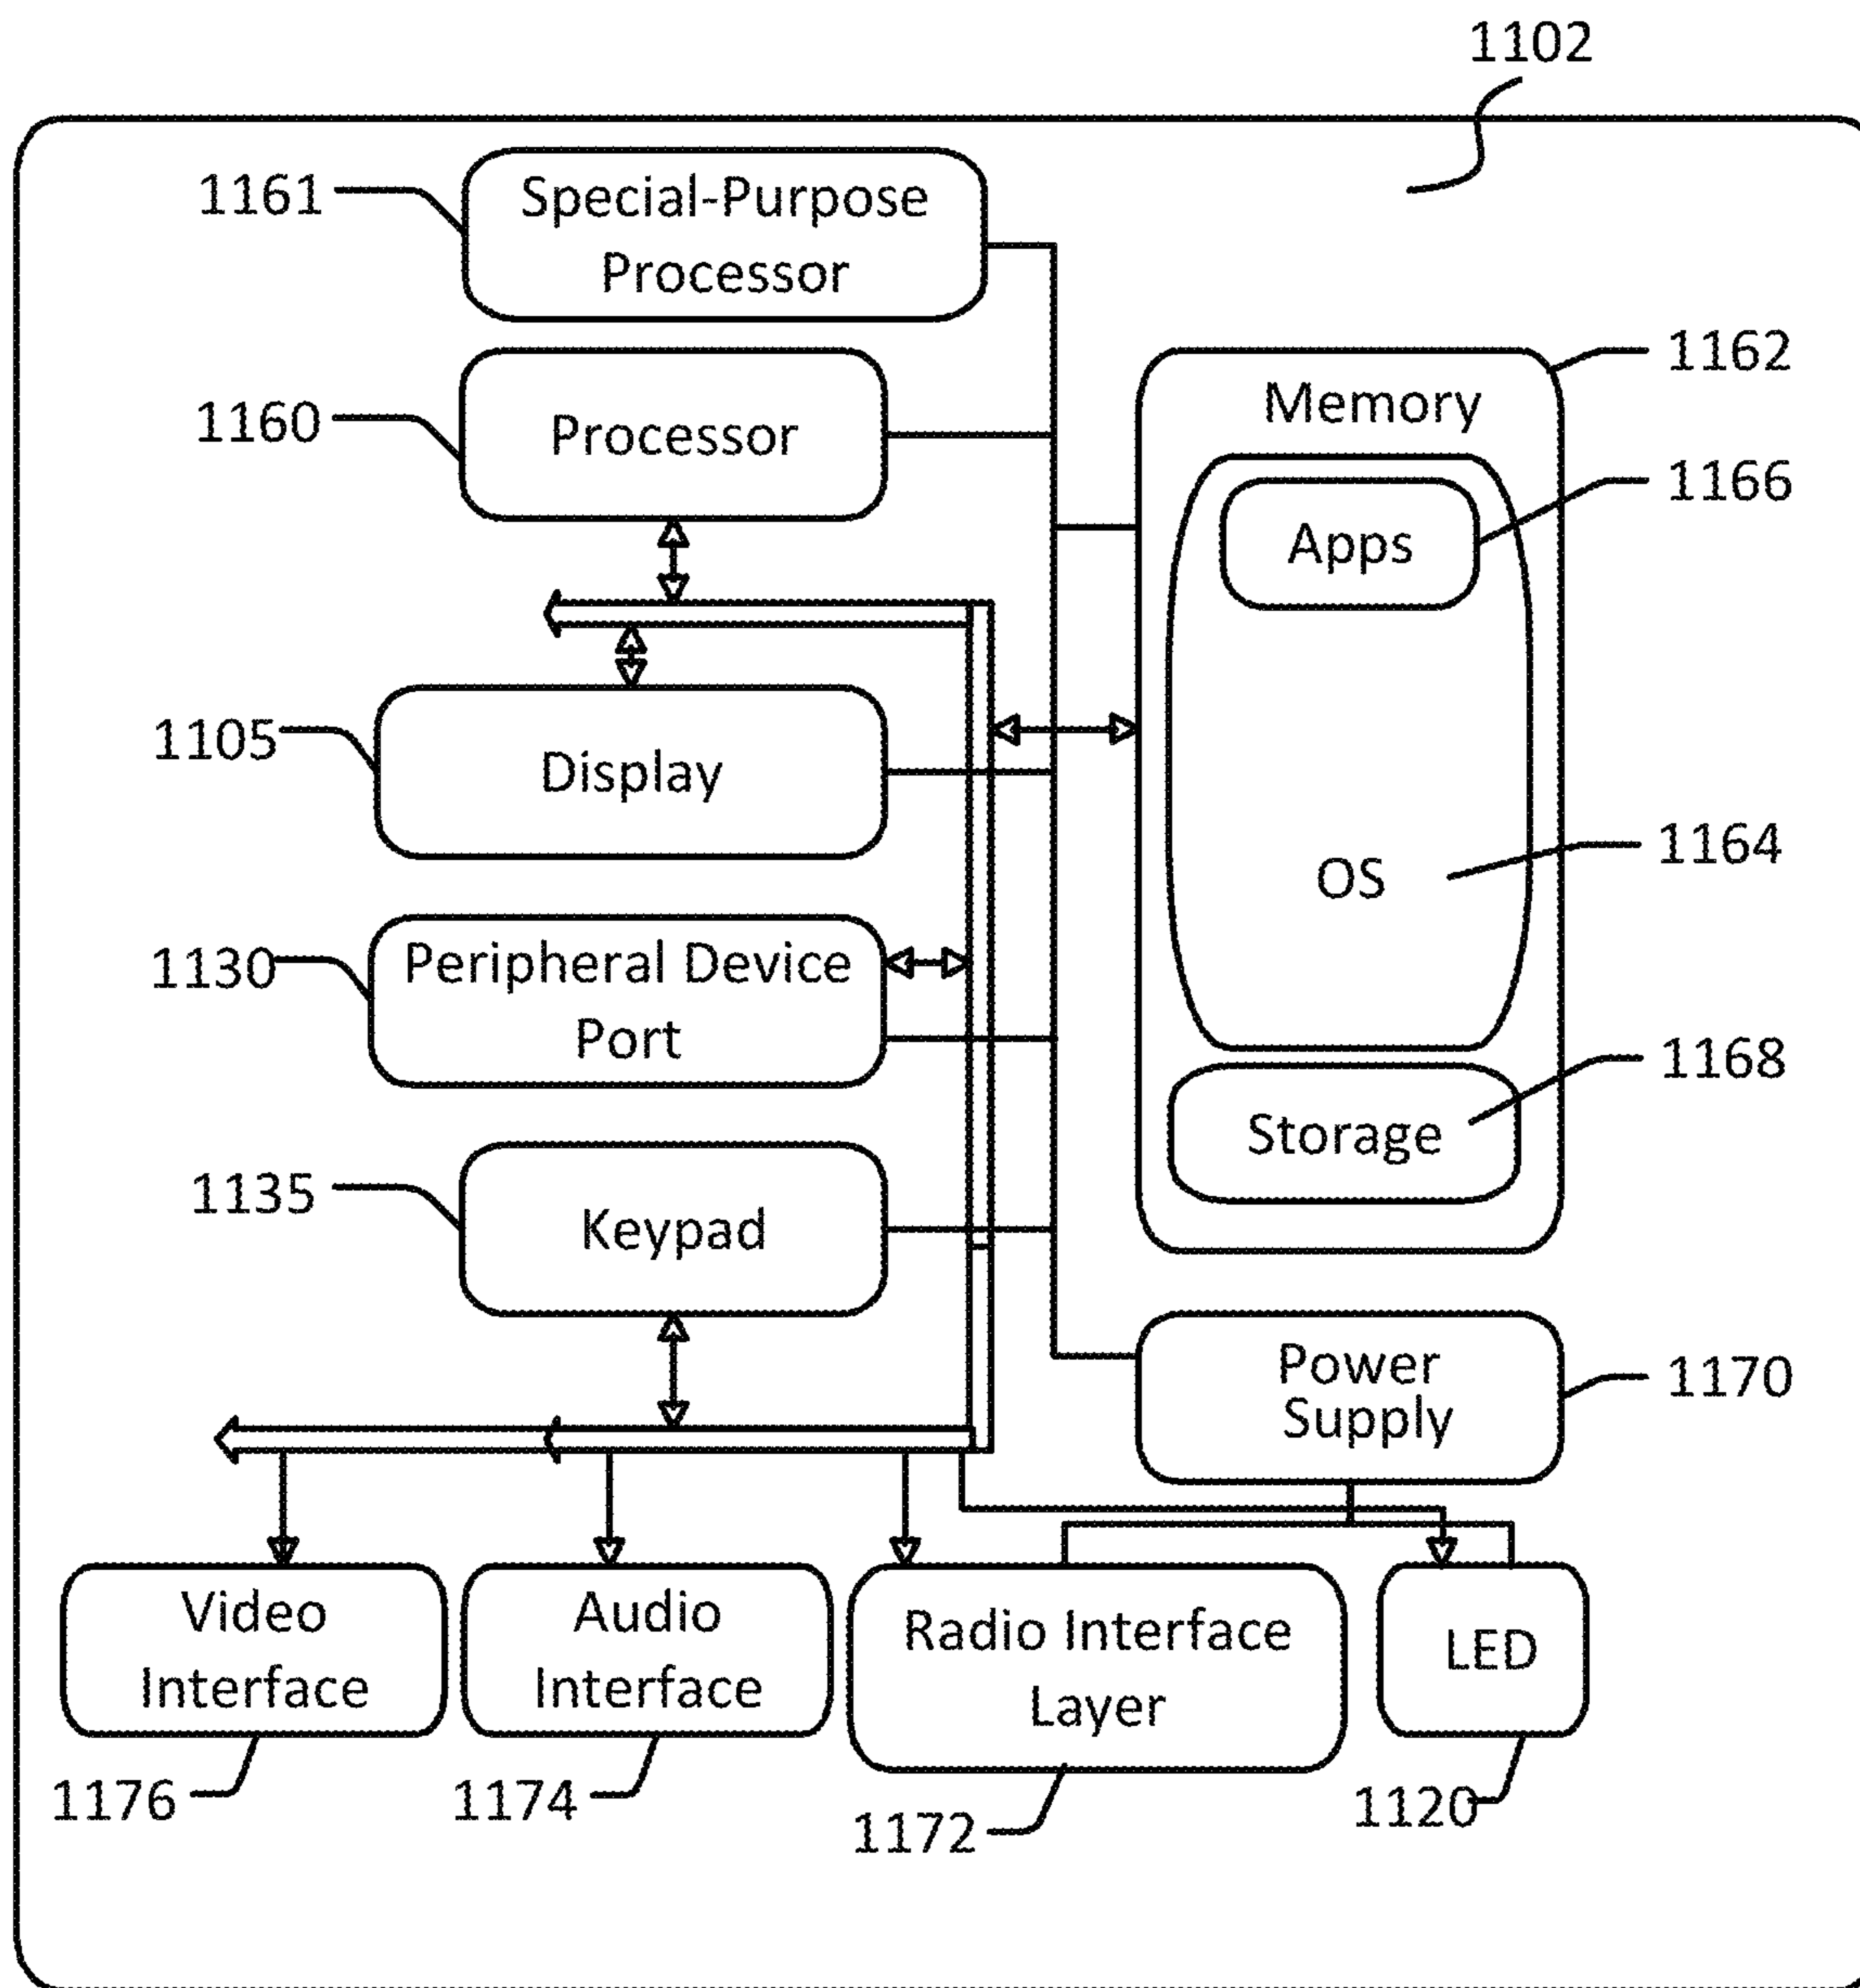 1102
1161
Special-Purpose
Processor
1162
Memory
1160
Processor
1166
Apps
1105
Display
1164
OS
1130
Peripheral Device
Port
1168
Storage
1135
Keypad
Power
Supply
1170
Video
Interface
Audio
Interface
Radio Interface
Layer
LED
1176
1174
1172
1120